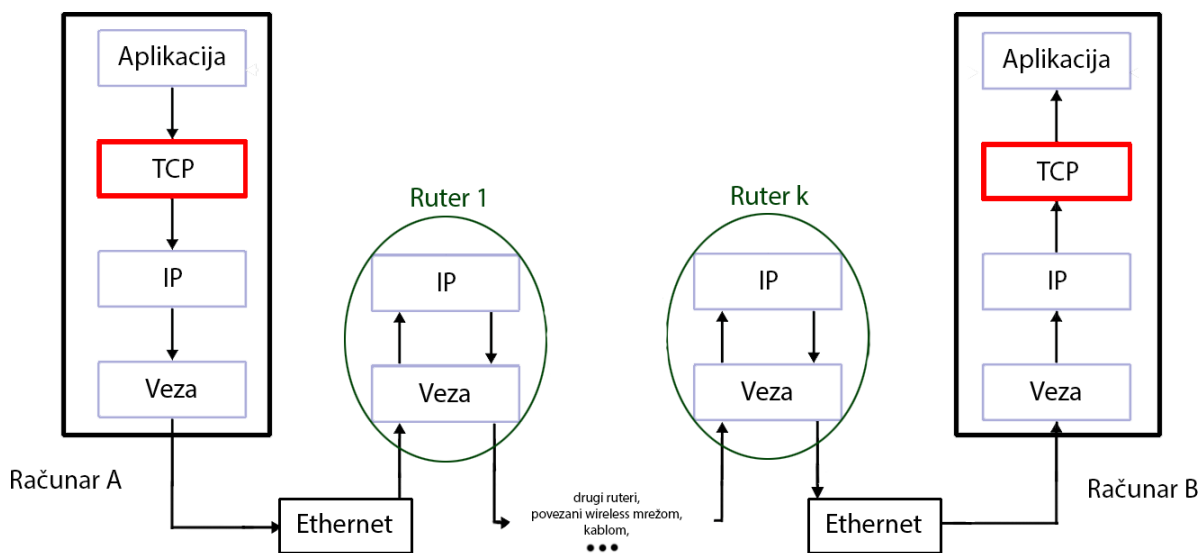 Aplikacija
TCP
IP
Veza
Računar A
Ethernet
Ruter 1
IP
Veza
drugi ruteri,
povezani wireless mrežom,
kablom,
•••
Ruter k
IP
Veza
Ethernet
Aplikacija
TCP
IP
Veza
Računar B